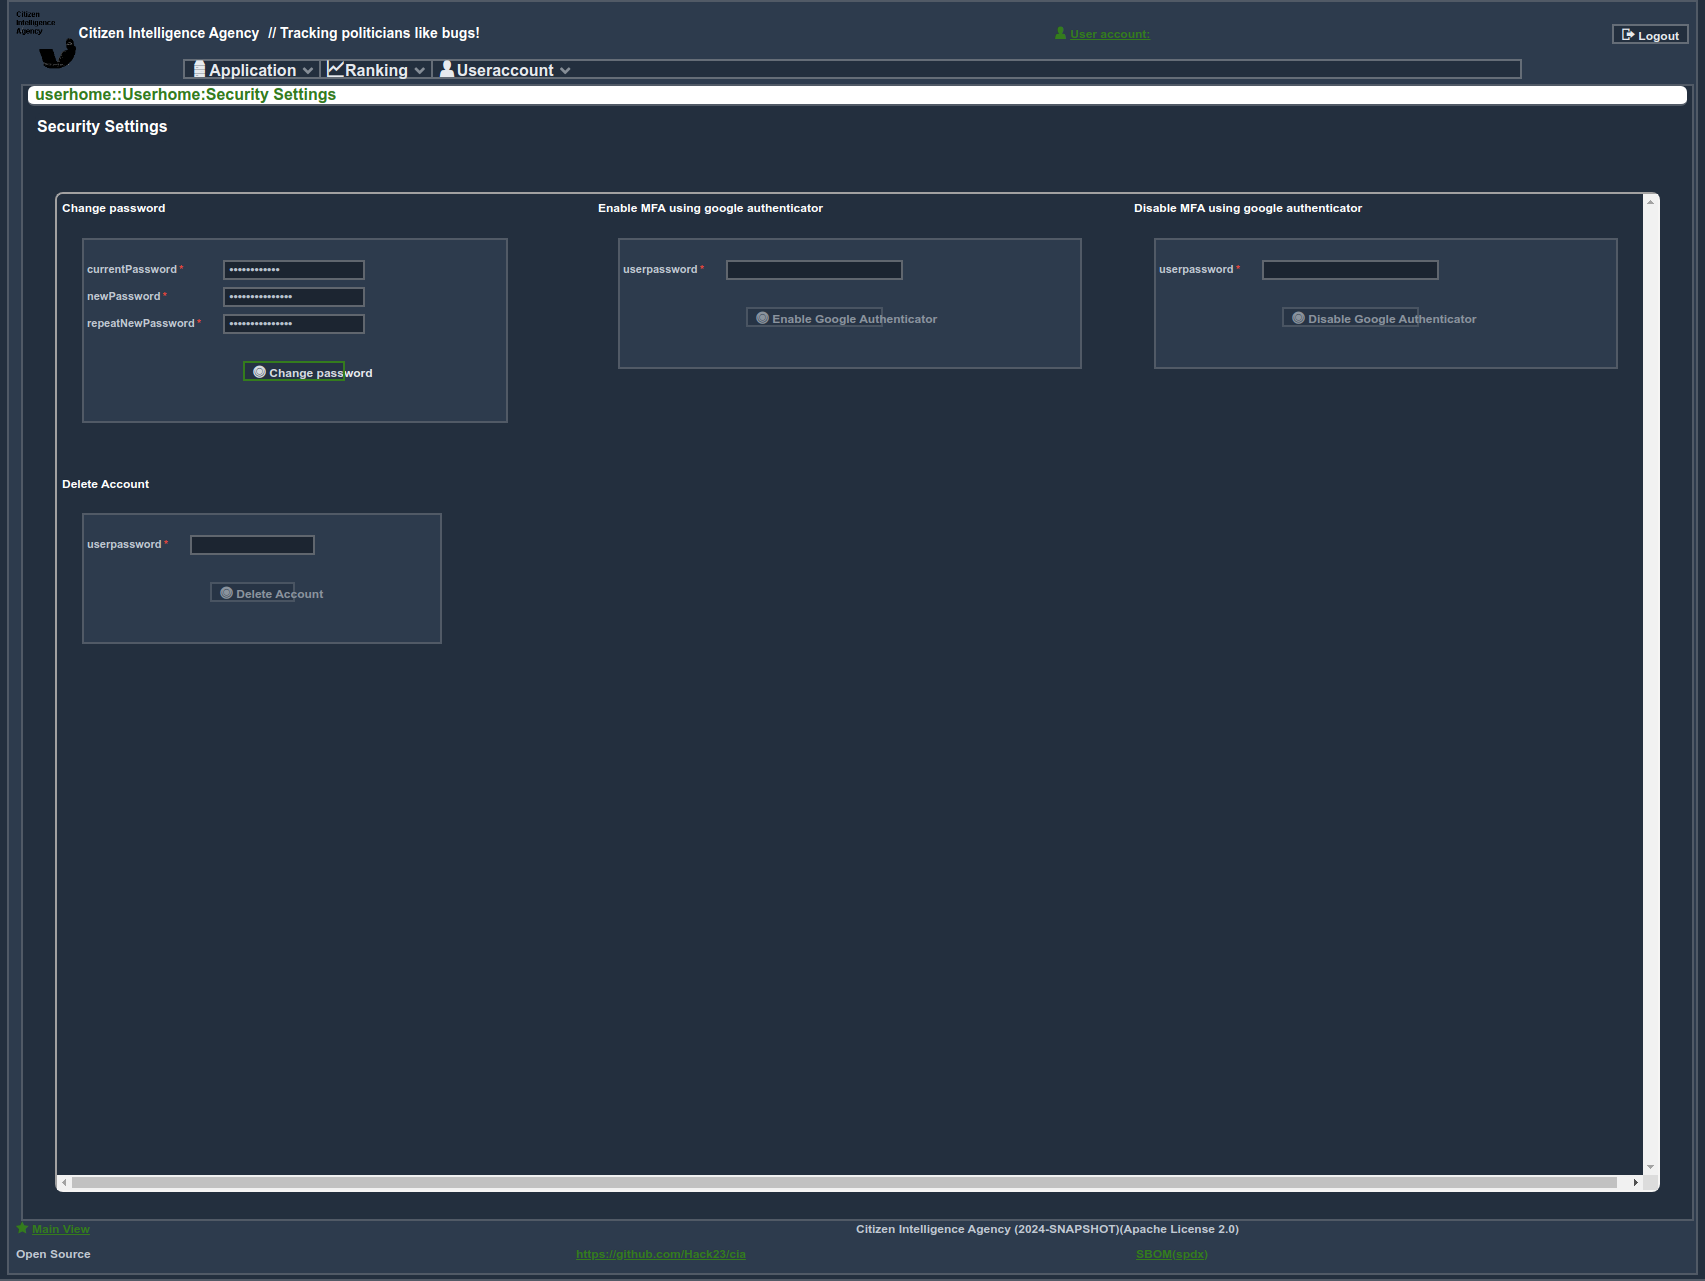 Citizen
Intelligence
Agency
Citizen Intelligence Agency // Tracking politicians like bugs!
User account:
Logout
Application
Ranking
Useraccount
userhome::Userhome:Security Settings
Security Settings
Change password
Enable MFA using google authenticator
Disable MFA using google authenticator
currentPassword *
••••••••••••
newPassword *
•••••••••••••••
repeatNewPassword *
•••••••••••••••
Change password
userpassword *
Enable Google Authenticator
userpassword *
Disable Google Authenticator
Delete Account
userpassword *
Delete Account
Main View
Citizen Intelligence Agency (2024-SNAPSHOT)(Apache License 2.0)
Open Source
https://github.com/Hack23/cia
SBOM(spdx)